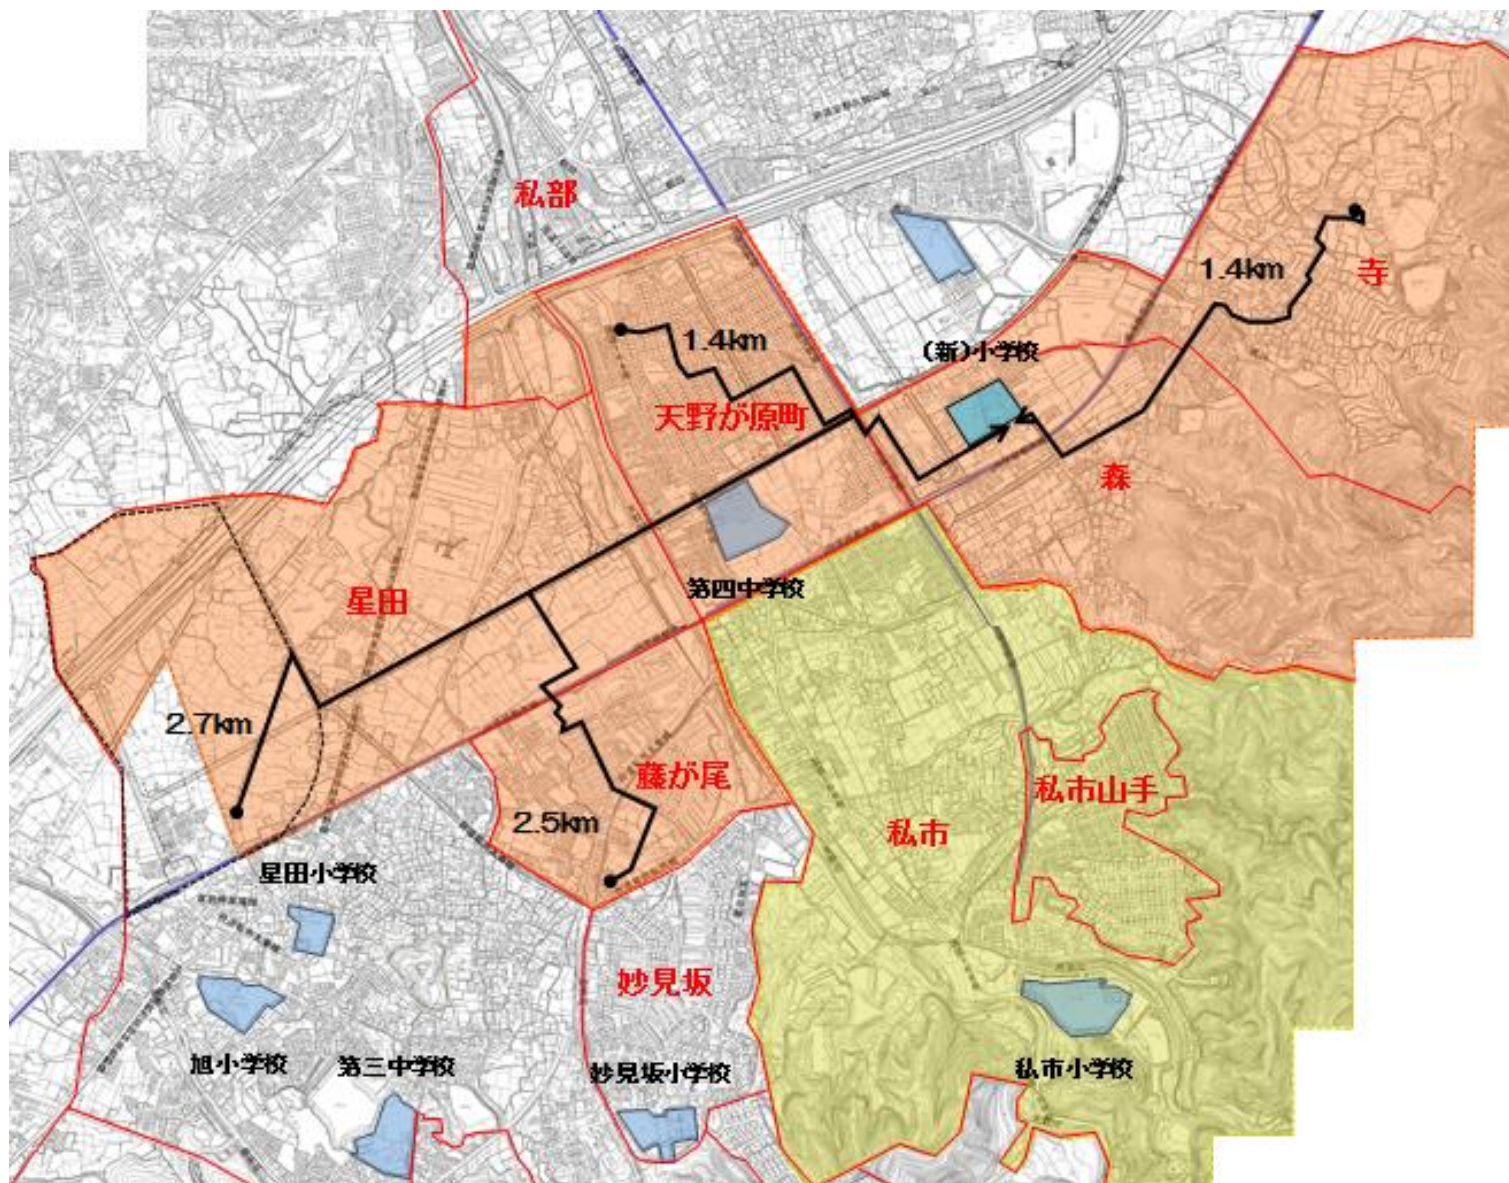 私部
1.4km
寺
1.4km
(新)小学校
天野が原町
森
第四中学校
星田
2.7km
藤が尾
私市山手
2.5km
私市
星田小学校
妙見坂
旭小学校
第三中学校
妙見坂小学校
私市小学校